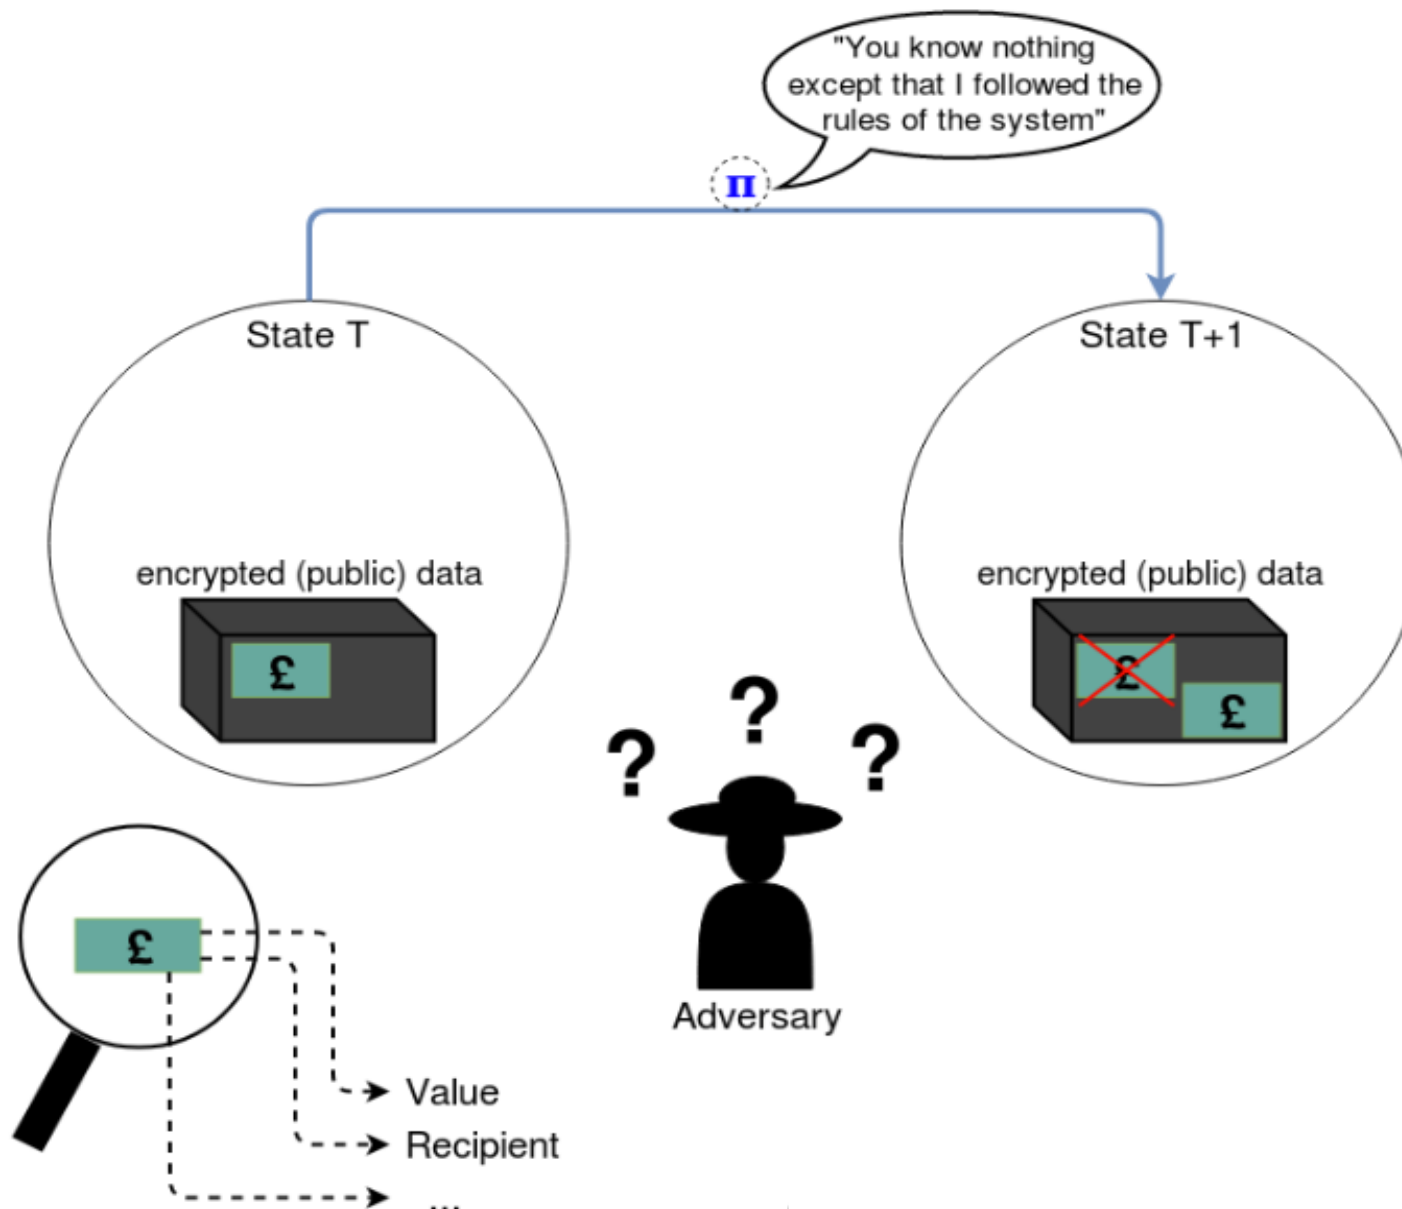 "You know nothing
except that I followed the
rules of the system"
π
State T
State T+1
encrypted (public) data
encrypted (public) data
£
£
£
? ? ?
£
Adversary
Value
Recipient
...